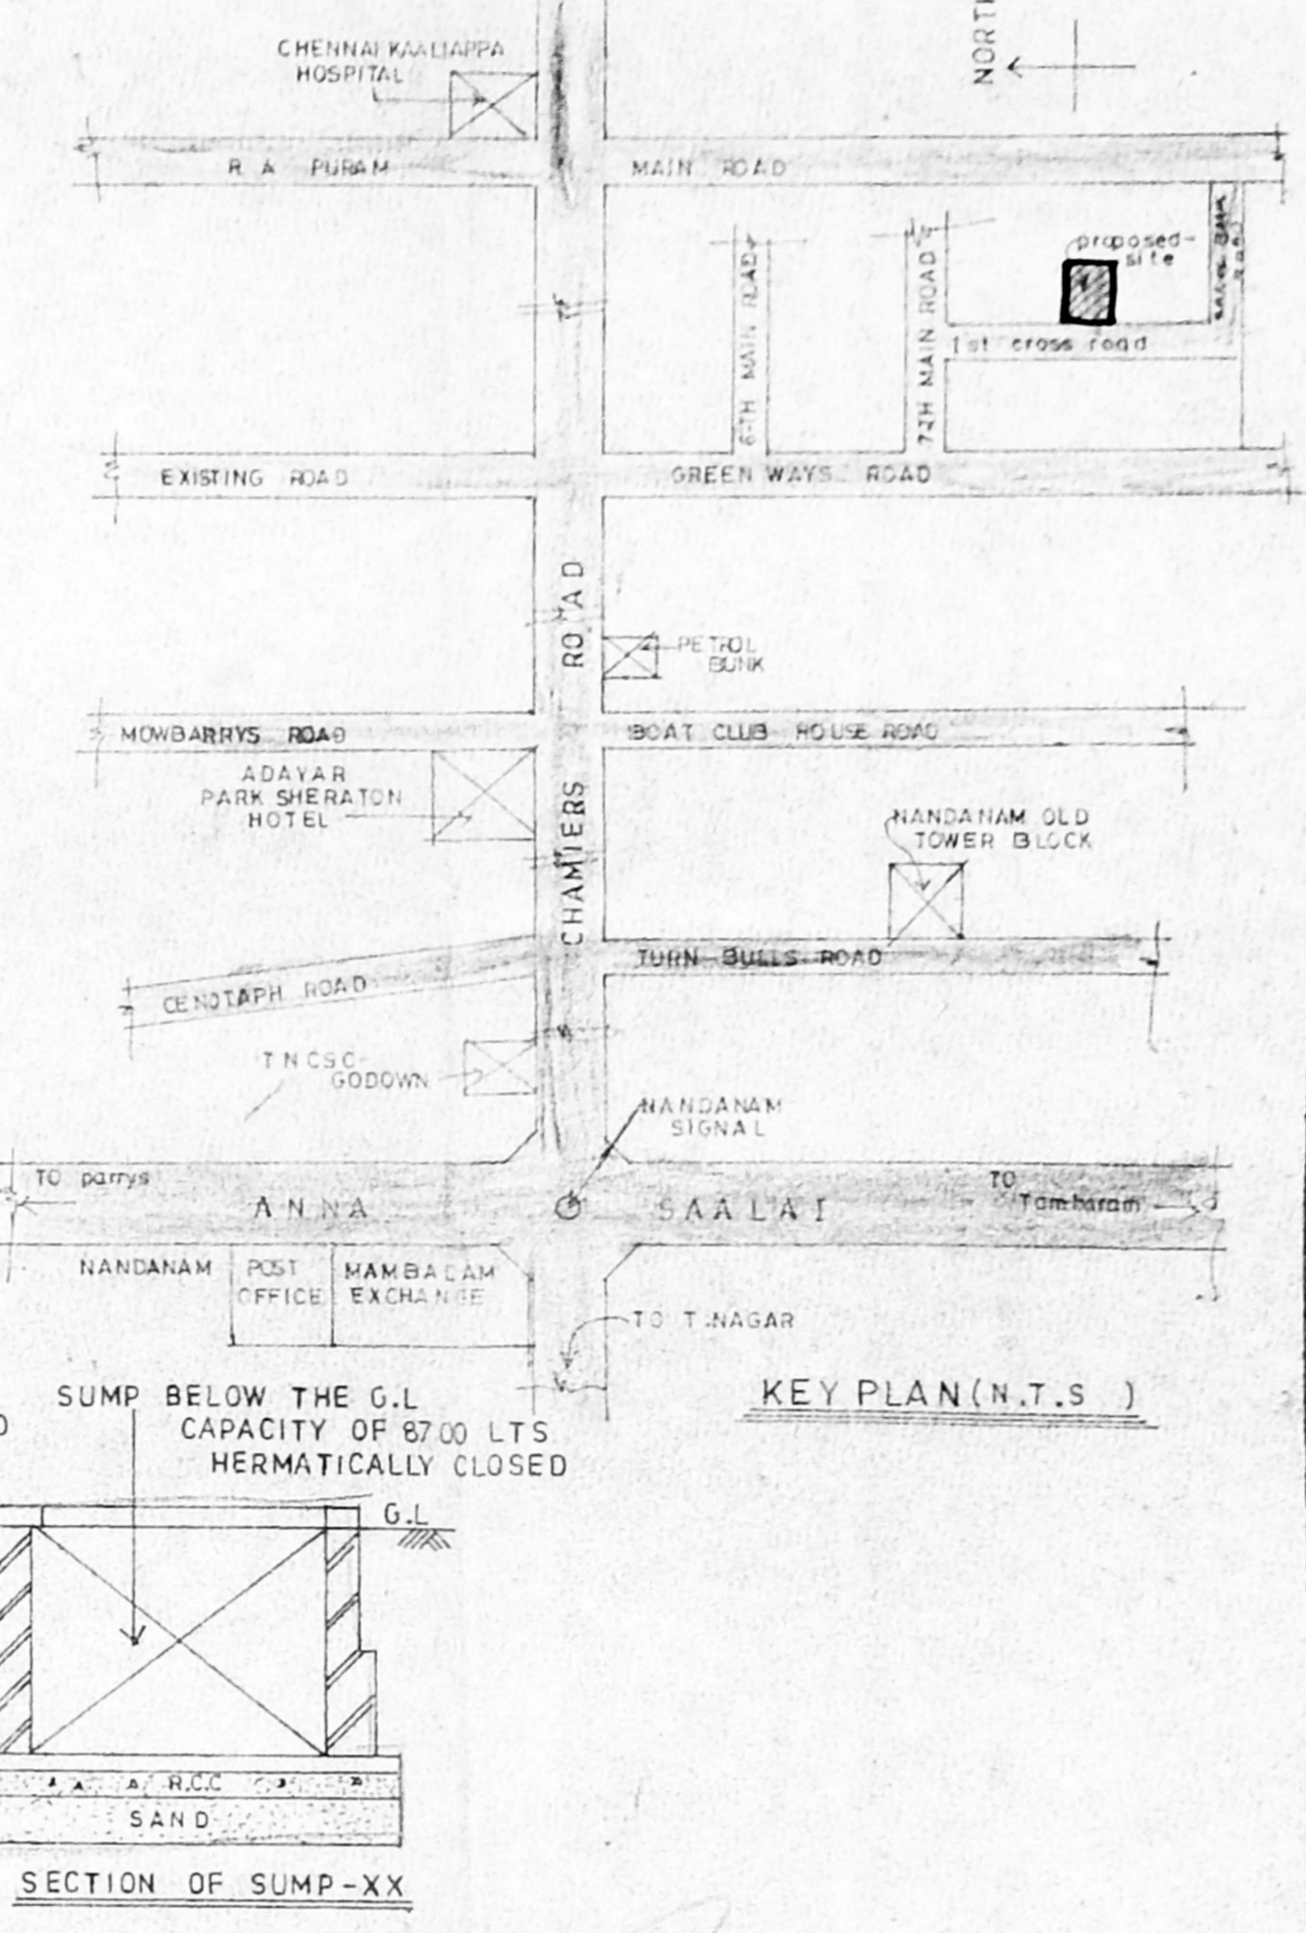 NORTH
CHENNAI KAALIAPPA
HOSPITAL
R A PURAM
MAIN ROAD
proposed-
site
1st cross road
6TH MAIN ROAD
7TH MAIN ROAD
EXISTING ROAD
GREEN WAYS ROAD
CHAMIERS ROAD
PETROL
BUNK
MOWBARRYS ROAD
BOAT CLUB HOUSE ROAD
ADAYAR
PARK SHERATON
HOTEL
NANDANAM OLD
TOWER BLOCK
TURN BULLS ROAD
CENOTAPH ROAD
TNCSC-
GODOWN
NANDANAM
SIGNAL
TO parrys
ANNA
SAALAI
TO
Tambaram
NANDANAM
POST
OFFICE
MAMBALAM
EXCHANGE
TO T.NAGAR
KEY PLAN (N.T.S )
SUMP BELOW THE G.L
CAPACITY OF 8700 LTS
HERMATICALLY CLOSED
G.L
R.C.C
SAND
SECTION OF SUMP-XX